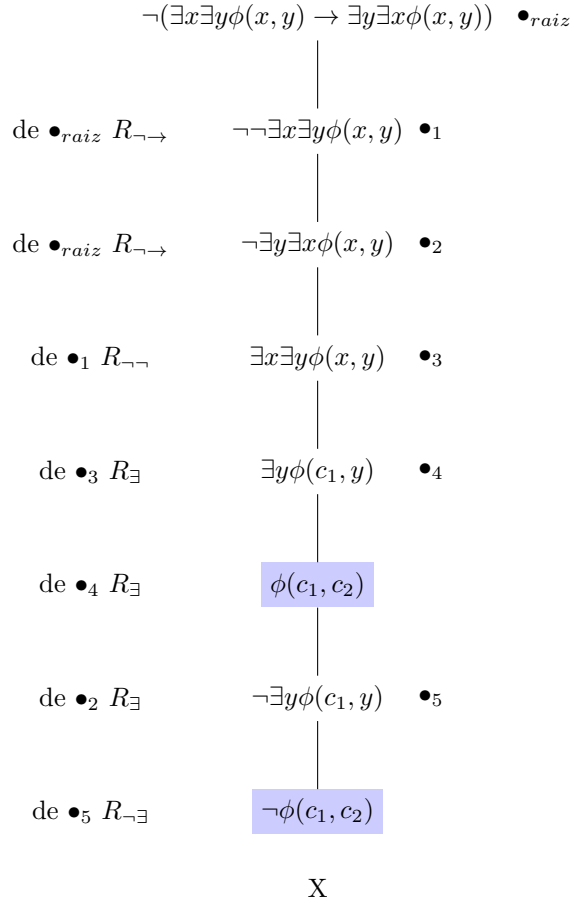 ¬(∃x∃yϕ(x, y) → ∃y∃xϕ(x, y)) •raiz
de •raiz R¬→ ¬¬∃x∃yϕ(x, y) •1
de •raiz R¬→ ¬∃y∃xϕ(x, y) •2
de •1 R¬¬ ∃x∃yϕ(x, y) •3
de •3 R∃ ∃yϕ(c1, y) •4
de •4 R∃ ϕ(c1, c2)
de •2 R∃ ¬∃yϕ(c1, y) •5
de •5 R¬∃ ¬ϕ(c1, c2)
X